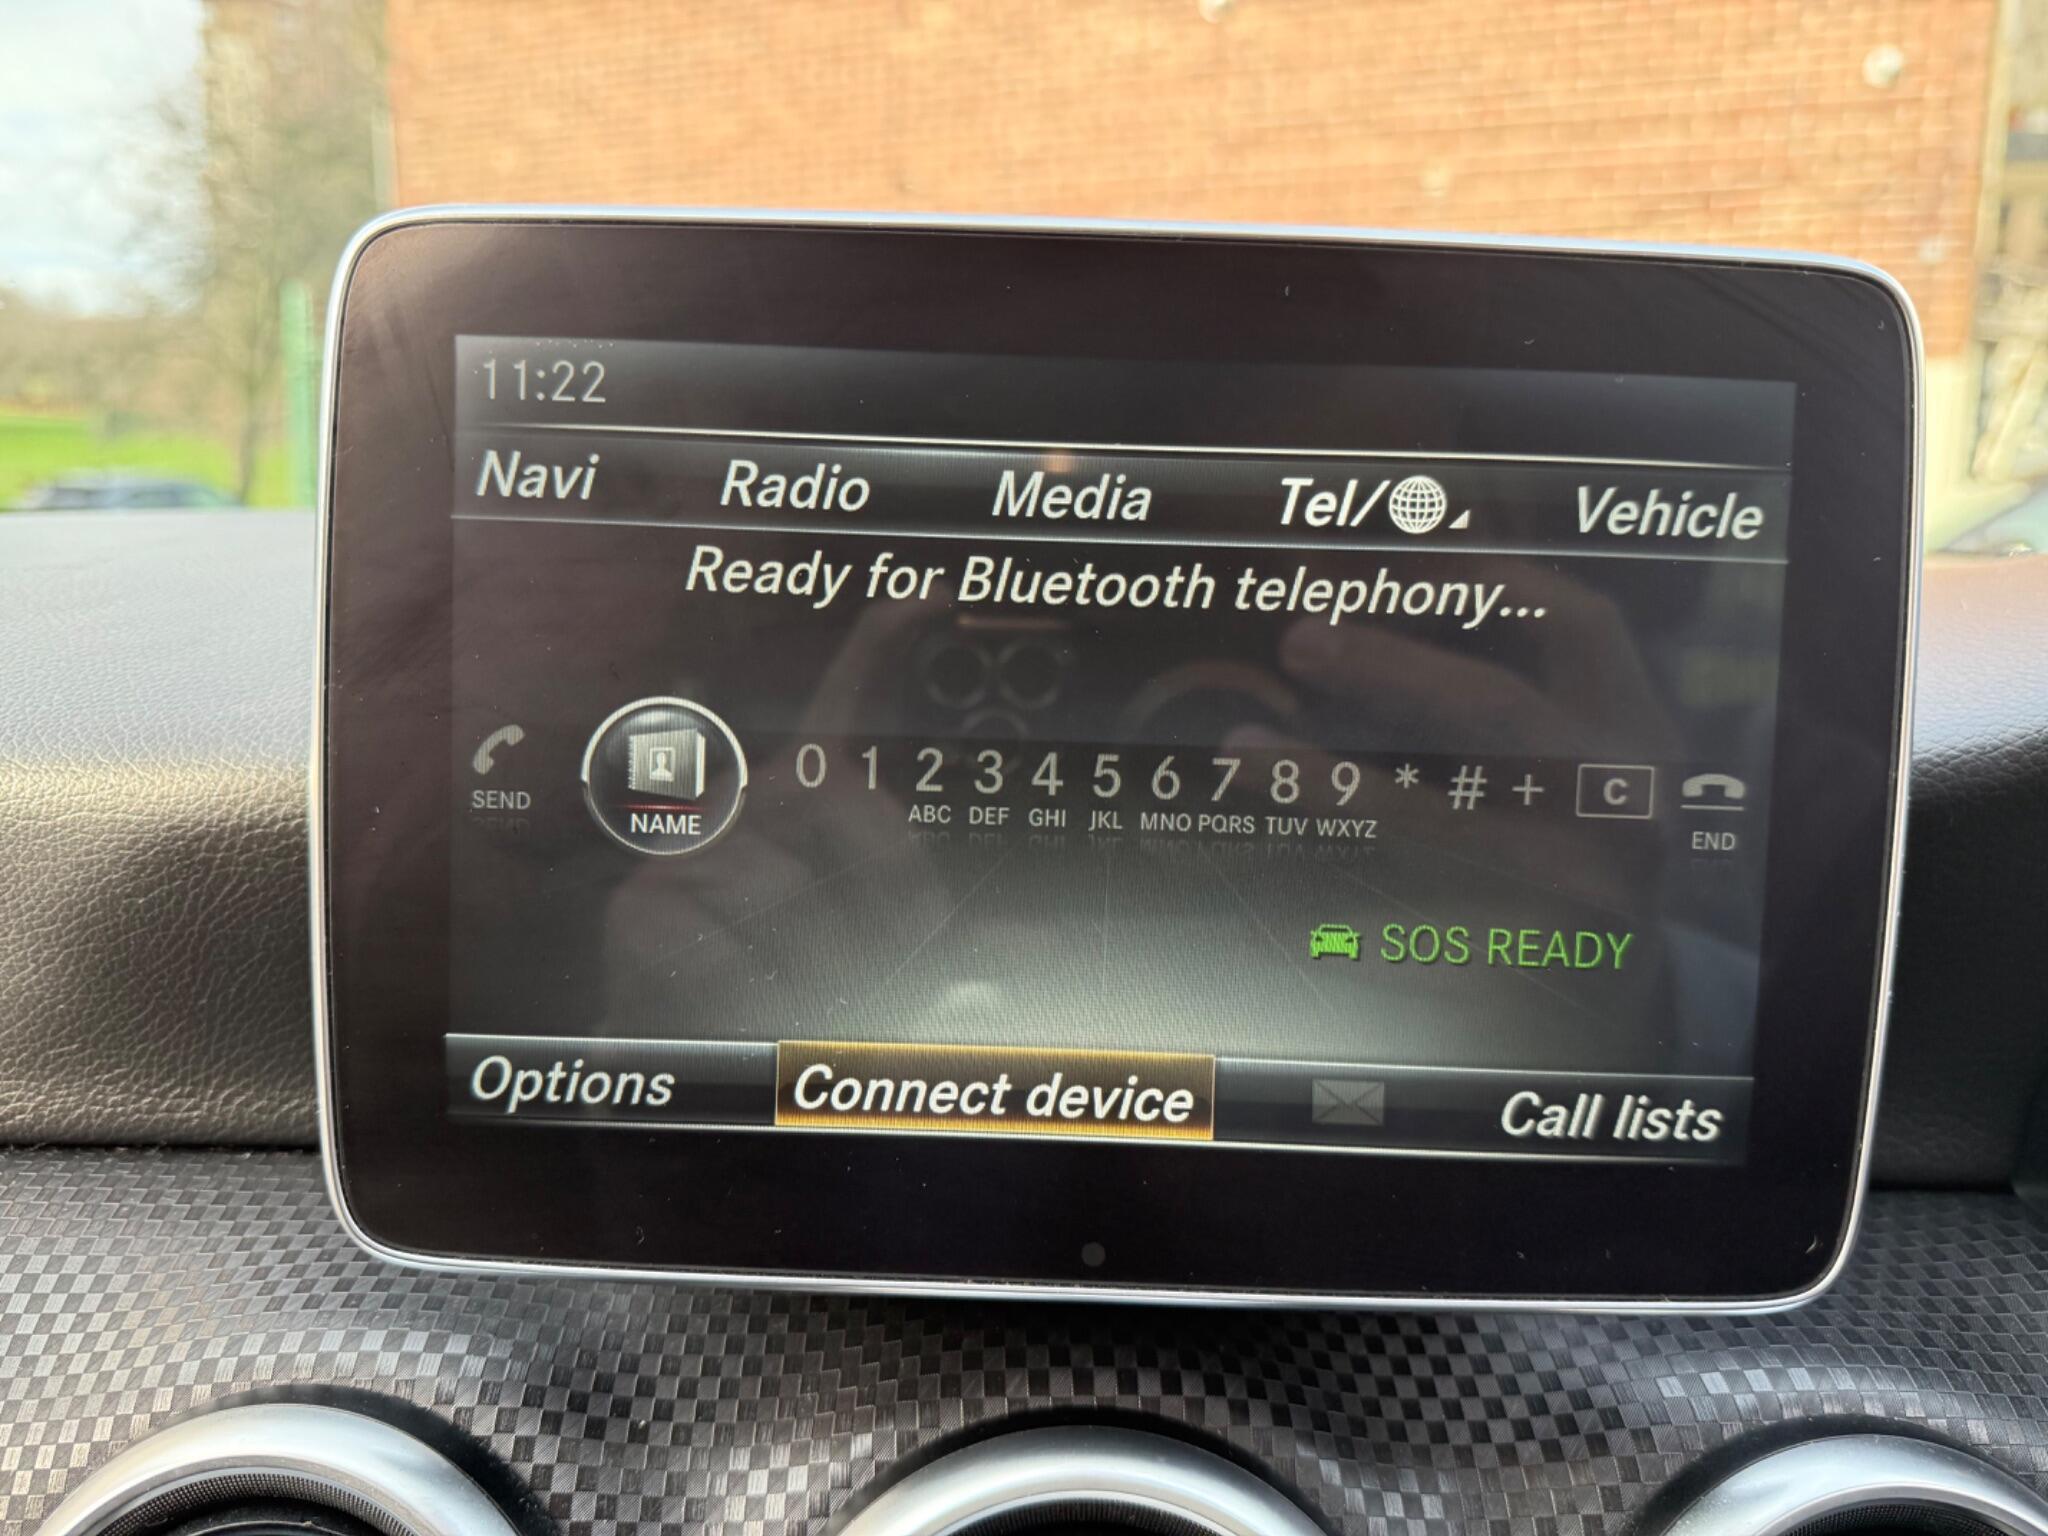 11:22
Navi Radio Media Tel/ Vehicle
Ready for Bluetooth telephony...
0 1 2 3 4 5 6 7 8 9 * # + C
SEND NAME ABC DEF GHI JKL MNO PQRS TUV WXYZ END
SOS READY
Options Connect device Call lists